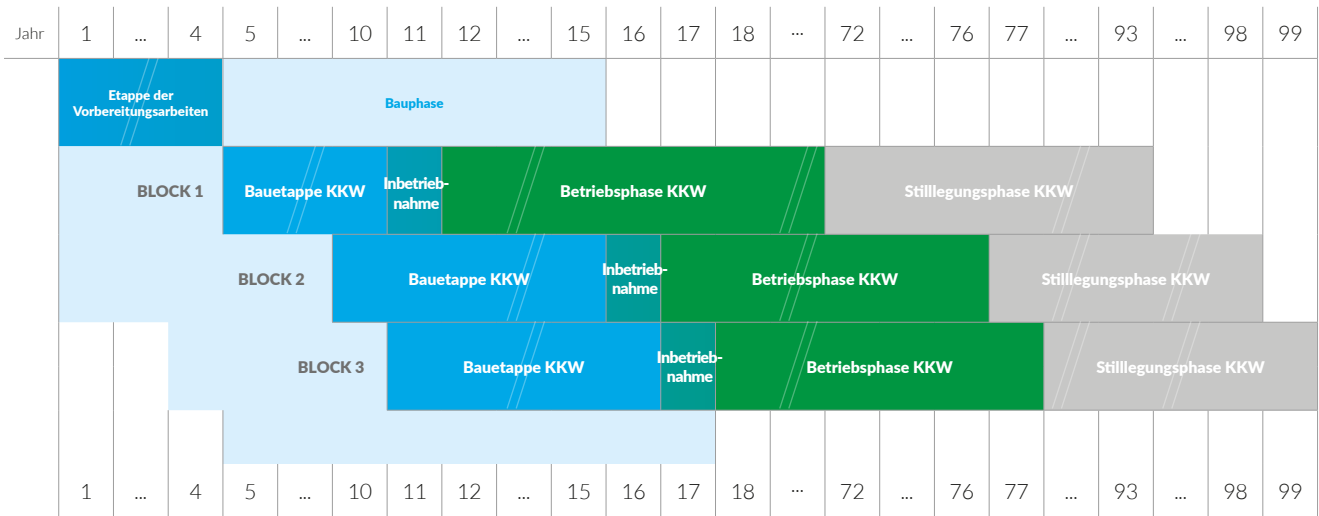 Jahr 1 ... 4 5 ... 10 11 12 ... 15 16 17 18 ... 72 ... 76 77 ... 93 ... 98 99
Etappe der
Vorbereitungsarbeiten
Bauphase
BLOCK 1
Bauetappe KKW
Inbetrieb-
nahme
Betriebsphase KKW
Stilllegungsphase KKW
BLOCK 2
Bauetappe KKW
Inbetrieb-
nahme
Betriebsphase KKW
Stilllegungsphase KKW
BLOCK 3
Bauetappe KKW
Inbetrieb-
nahme
Betriebsphase KKW
Stilllegungsphase KKW
1 ... 4 5 ... 10 11 12 ... 15 16 17 18 ... 72 ... 76 77 ... 93 ... 98 99